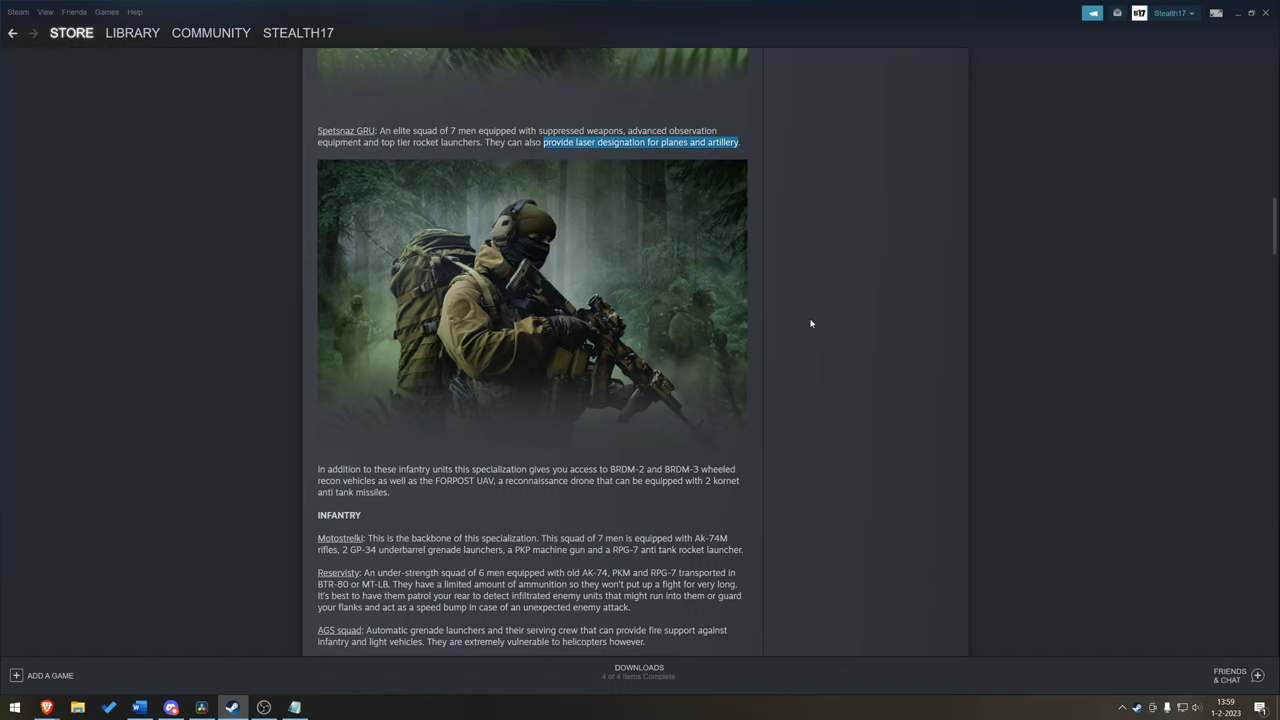 Steam View Friends Games Help
S17 Stealth17
STORE LIBRARY COMMUNITY STEALTH17
Spetsnaz GRU: An elite squad of 7 men equipped with suppressed weapons, advanced observation
equipment and top tier rocket launchers. They can also provide laser designation for planes and artillery.
In addition to these infantry units this specialization gives you access to BRDM-2 and BRDM-3 wheeled
recon vehicles as well as the FORPOST UAV, a reconnaissance drone that can be equipped with 2 kornet
anti tank missiles.
INFANTRY
Motostrelki: This is the backbone of this specialization. This squad of 7 men is equipped with Ak-74M
rifles, 2 GP-34 underbarrel grenade launchers, a PKP machine gun and a RPG-7 anti tank rocket launcher.
Reservisty: An under-strength squad of 6 men equipped with old AK-74, PKM and RPG-7 transported in
BTR-80 or MT-LB. They have a limited amount of ammunition so they won't put up a fight for very long.
It's best to have them patrol your rear to detect infiltrated enemy units that might run into them or guard
your flanks and act as a speed bump in case of an unexpected enemy attack.
AGS squad: Automatic grenade launchers and their serving crew that can provide fire support against
infantry and light vehicles. They are extremely vulnerable to helicopters however.
DOWNLOADS
4 of 4 Items Complete
ADD A GAME
FRIENDS
& CHAT
13:59
1-2-2023